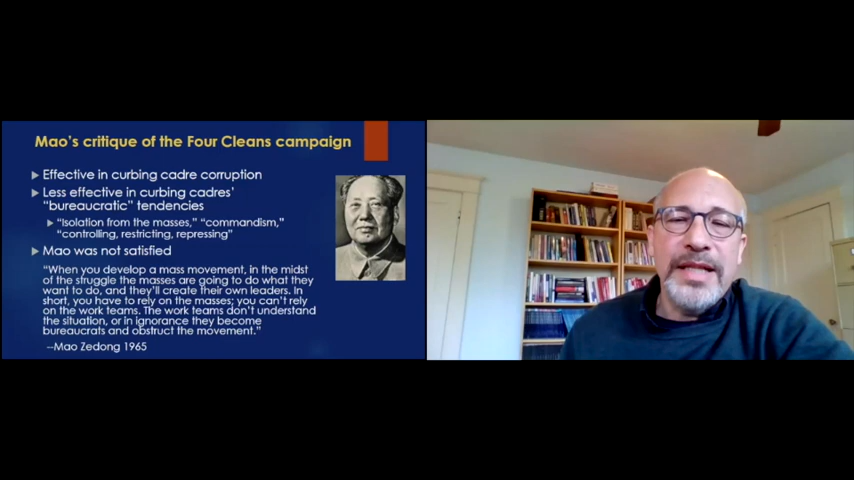 Mao's critique of the Four Cleans campaign
Effective in curbing cadre corruption
Less effective in curbing cadres'
"bureaucratic" tendencies
"Isolation from the masses," "commandism,"
"controlling, restricting, repressing"
Mao was not satisfied
"When you develop a mass movement, in the midst
of the struggle the masses are going to do what they
want to do, and they'll create their own leaders. In
short, you have to rely on the masses; you can't rely
on the work teams. The work teams don't understand
the situation, or in ignorance they become
bureaucrats and obstruct the movement."
--Mao Zedong 1965